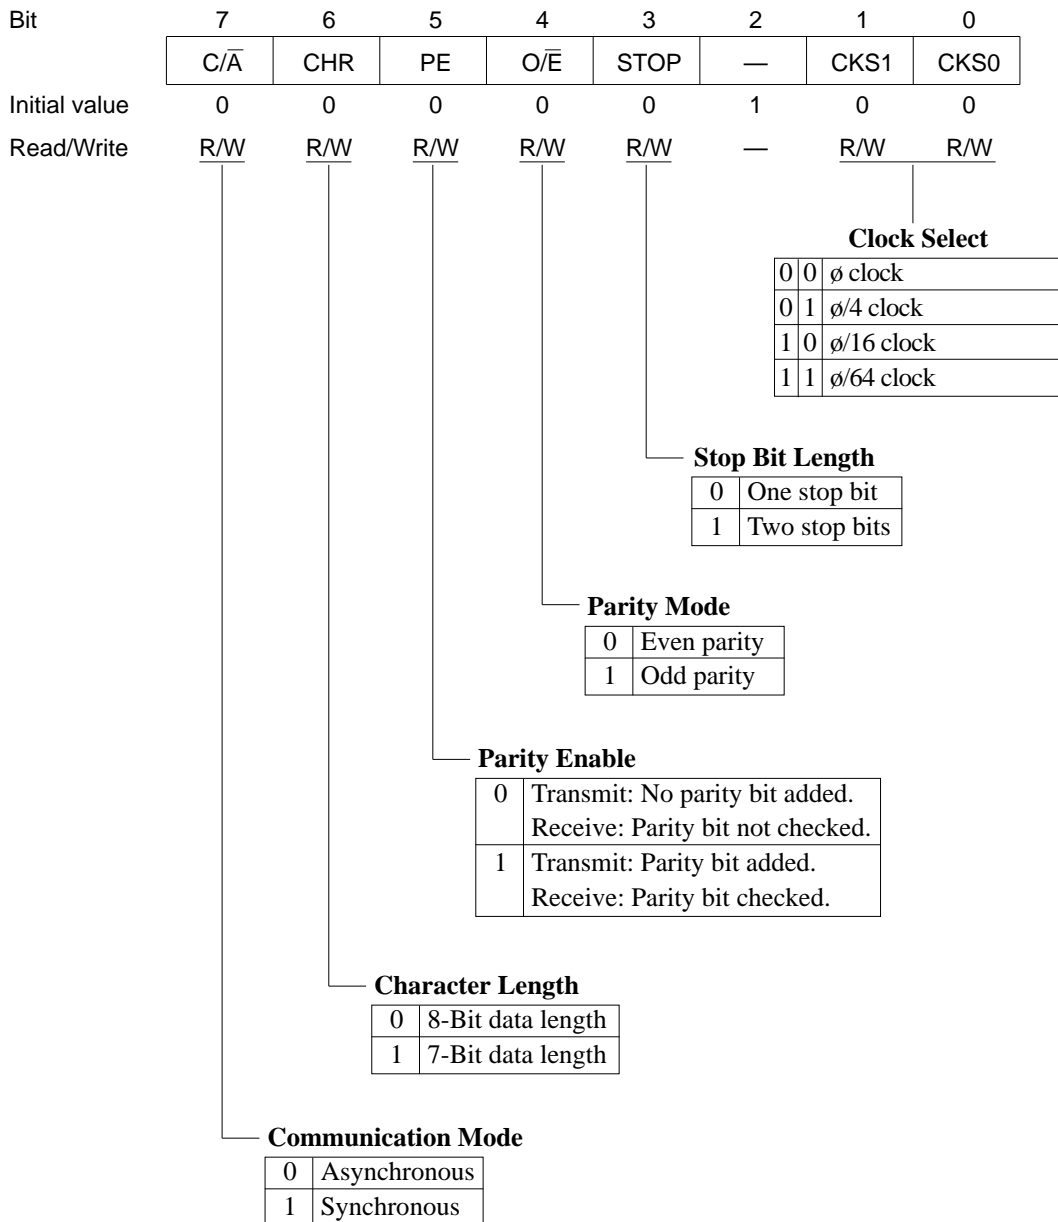 Bit 7 6 5 4 3 2 1 0
C/A̅ CHR PE O/E̅ STOP — CKS1 CKS0
Initial value 0 0 0 0 0 1 0 0
Read/Write R/W R/W R/W R/W R/W — R/W R/W
Clock Select
0 0 ø clock
0 1 ø/4 clock
1 0 ø/16 clock
1 1 ø/64 clock
Stop Bit Length
0 One stop bit
1 Two stop bits
Parity Mode
0 Even parity
1 Odd parity
Parity Enable
0 Transmit: No parity bit added.
Receive: Parity bit not checked.
1 Transmit: Parity bit added.
Receive: Parity bit checked.
Character Length
0 8-Bit data length
1 7-Bit data length
Communication Mode
0 Asynchronous
1 Synchronous